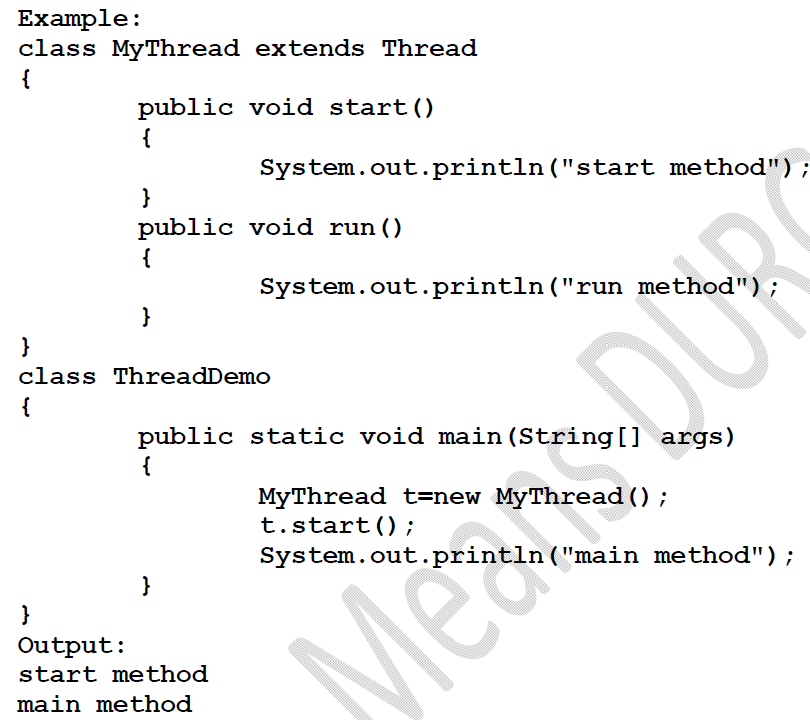 Example:
class MyThread extends Thread
{
public void start()
{
System.out.println("start method");
}
public void run()
{
System.out.println("run method");
}
}
class ThreadDemo
{
public static void main(String[] args)
{
MyThread t=new MyThread();
t.start();
System.out.println("main method");
}
}
Output:
start method
main method
Means DURG